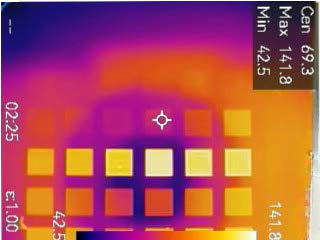 Cen 69.3
Max 141.8
Min 42.5
--
02:25
ε:1.00
42.5
141.8